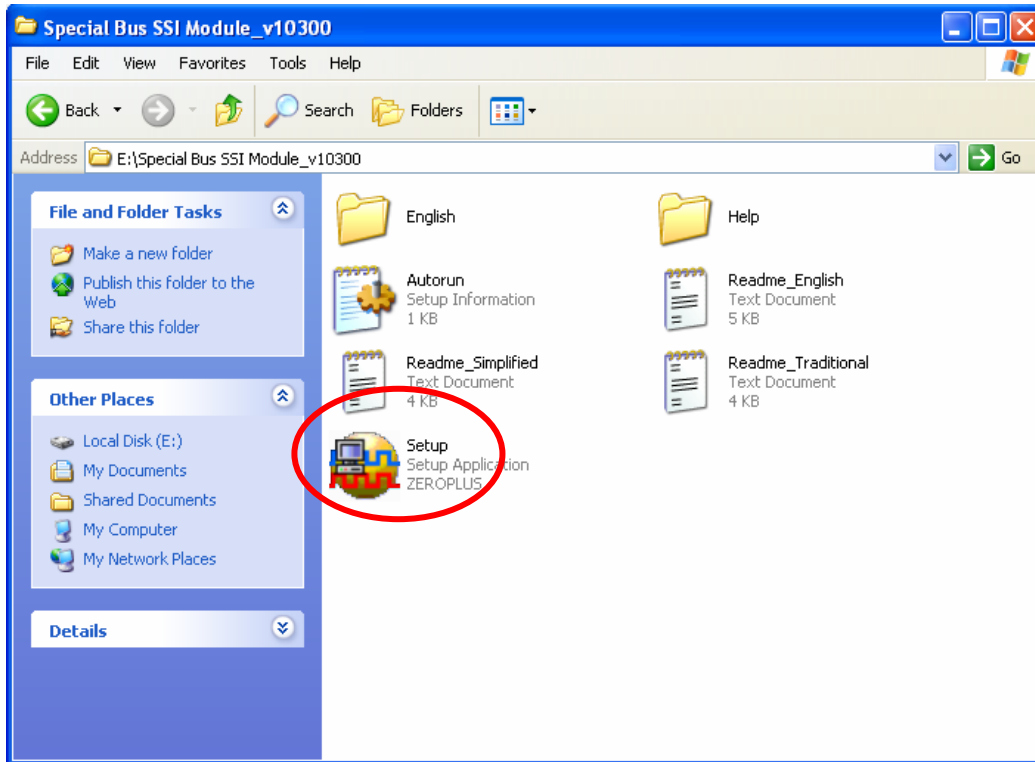 Special Bus SSI Module_v10300
File Edit View Favorites Tools Help
Back Search Folders
Address E:\Special Bus SSI Module_v10300 Go
File and Folder Tasks
Make a new folder
Publish this folder to the
Web
Share this folder
Other Places
Local Disk (E:)
My Documents
Shared Documents
My Computer
My Network Places
Details
English
Help
Autorun
Setup Information
1 KB
Readme_English
Text Document
5 KB
Readme_Simplified
Text Document
4 KB
Readme_Traditional
Text Document
4 KB
Setup
Setup Application
ZEROPLUS